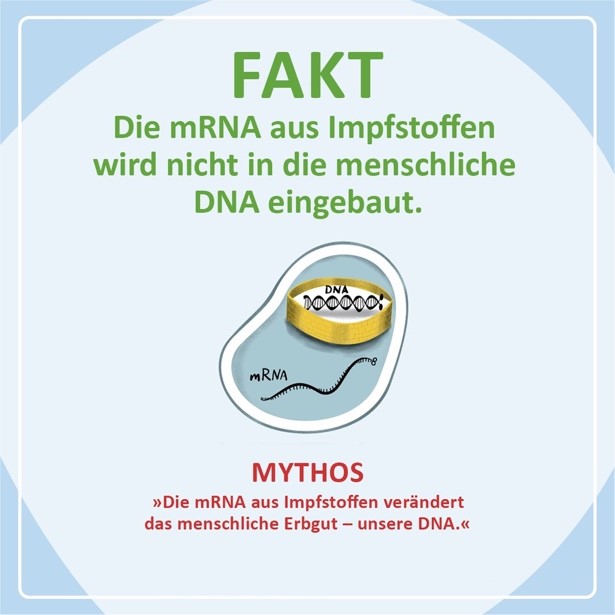 FAKT
Die mRNA aus Impfstoffen
wird nicht in die menschliche
DNA eingebaut.
DNA
mRNA
MYTHOS
»Die mRNA aus Impfstoffen verändert
das menschliche Erbgut – unsere DNA.«